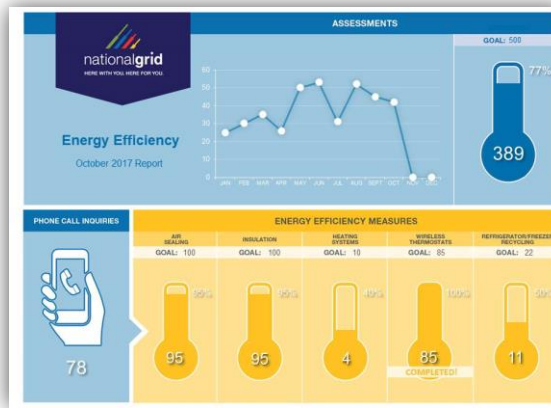 ASSESSMENTS
nationalgrid
HERE WITH YOU. HERE FOR YOU.
Energy Efficiency
October 2017 Report
60
50
40
30
20
10
0
JAN FEB MAR APR MAY JUN JUL AUG SEPT OCT NOV DEC
GOAL: 500
77%
389
PHONE CALL INQUIRIES
78
ENERGY EFFICIENCY MEASURES
AIR
SEALING
GOAL: 100
95%
95
INSULATION
GOAL: 100
95%
95
HEATING
SYSTEMS
GOAL: 10
40%
4
WIRELESS
THERMOSTATS
GOAL: 85
100%
85
COMPLETED!
REFRIGERATOR/FREEZER
RECYCLING
GOAL: 22
50%
11